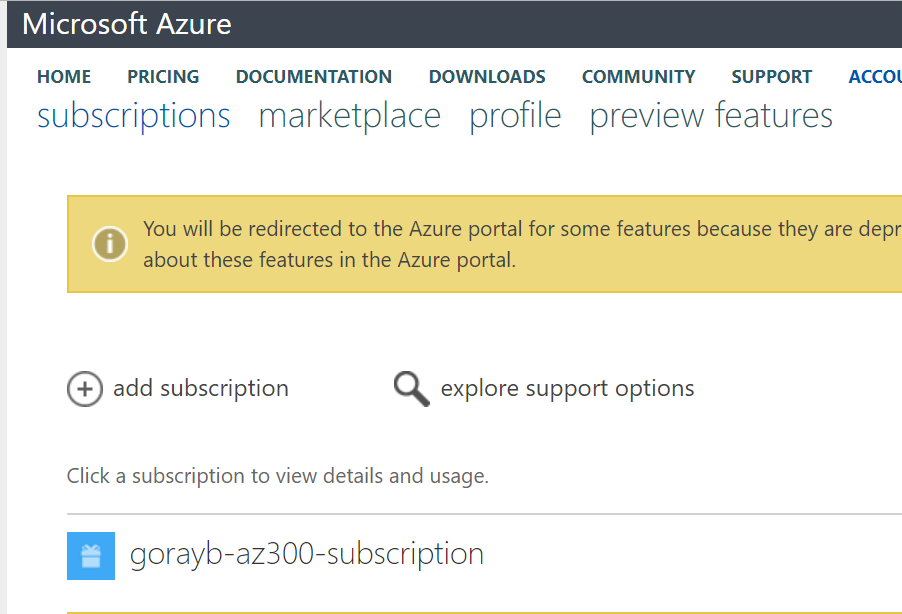 Microsoft Azure
HOME PRICING DOCUMENTATION DOWNLOADS COMMUNITY SUPPORT ACCOU
subscriptions marketplace profile preview features
You will be redirected to the Azure portal for some features because they are depr
about these features in the Azure portal.
add subscription explore support options
Click a subscription to view details and usage.
gorayb-az300-subscription